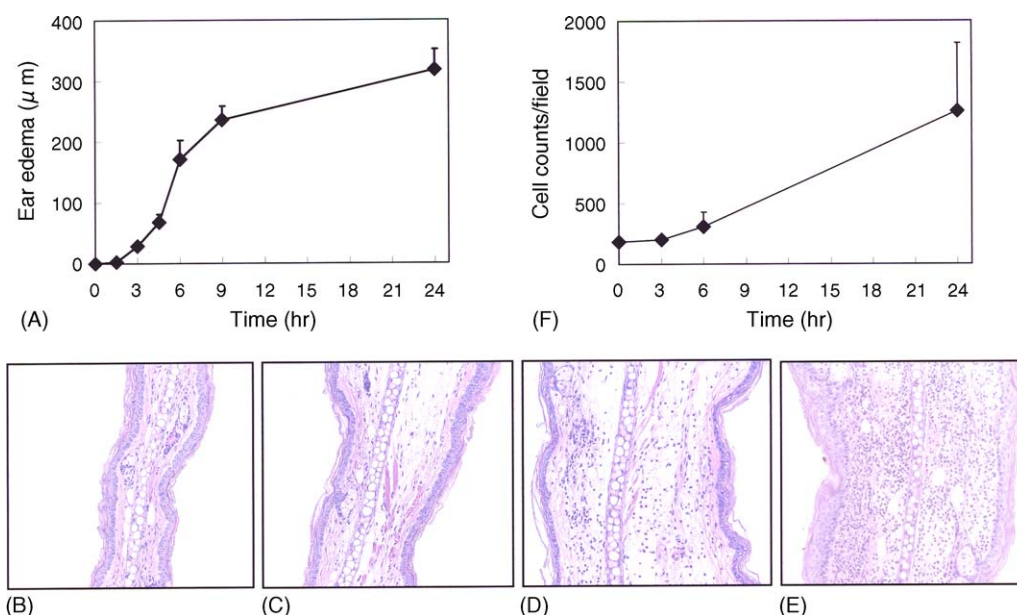 400
300
200
100
0
Ear edema (μ m)
0 3 6 9 12 15 18 21 24
(A)
Time (hr)
2000
1500
1000
500
0
Cell counts/field
0 3 6 9 12 15 18 21 24
(F)
Time (hr)
(B)
(C)
(D)
(E)